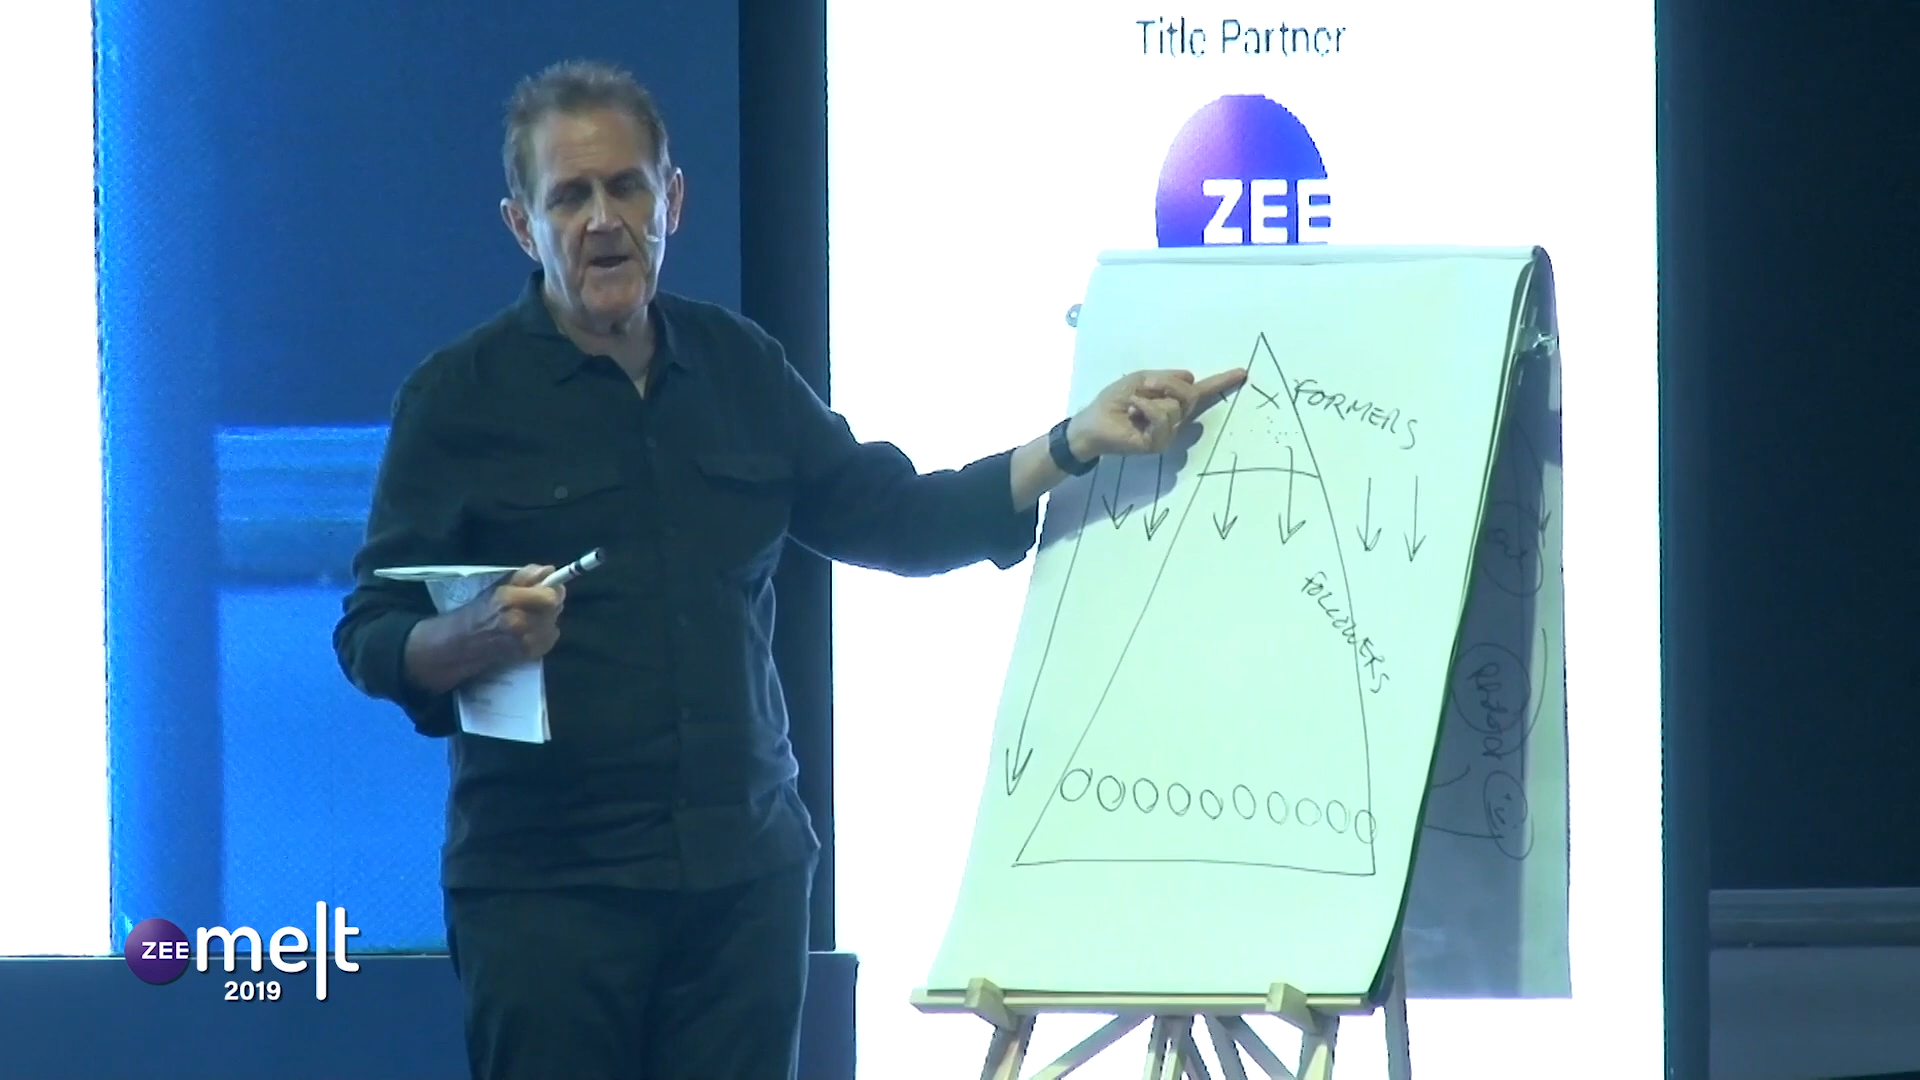 Title Partner
ZEE
FORMERS
FOLLOWERS
ZEE melt
2019